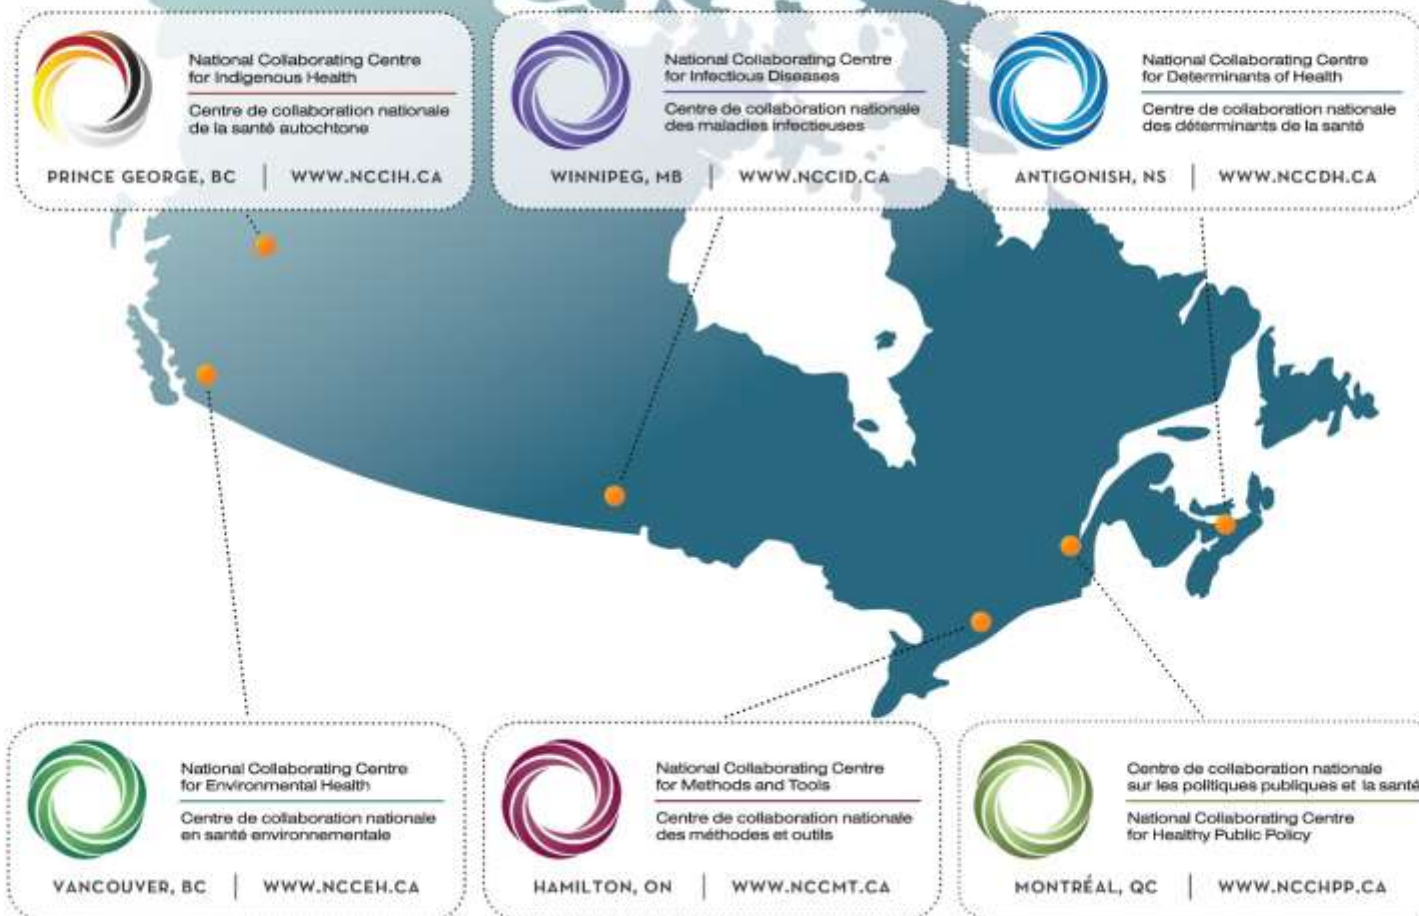 National Collaborating Centre
for Indigenous Health
Centre de collaboration nationale
de la santé autochtone
PRINCE GEORGE, BC | WWW.NCCIH.CA
National Collaborating Centre
for Infectious Diseases
Centre de collaboration nationale
des maladies infectieuses
WINNIPEG, MB | WWW.NCCID.CA
National Collaborating Centre
for Determinants of Health
Centre de collaboration nationale
des déterminants de la santé
ANTIGONISH, NS | WWW.NCCDH.CA
National Collaborating Centre
for Environmental Health
Centre de collaboration nationale
en santé environnementale
VANCOUVER, BC | WWW.NCCEH.CA
National Collaborating Centre
for Methods and Tools
Centre de collaboration nationale
des méthodes et outils
HAMILTON, ON | WWW.NCCMT.CA
Centre de collaboration nationale
sur les politiques publiques et la santé
National Collaborating Centre
for Healthy Public Policy
MONTRÉAL, QC | WWW.NCCHPP.CA